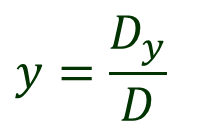 y = D_y / D